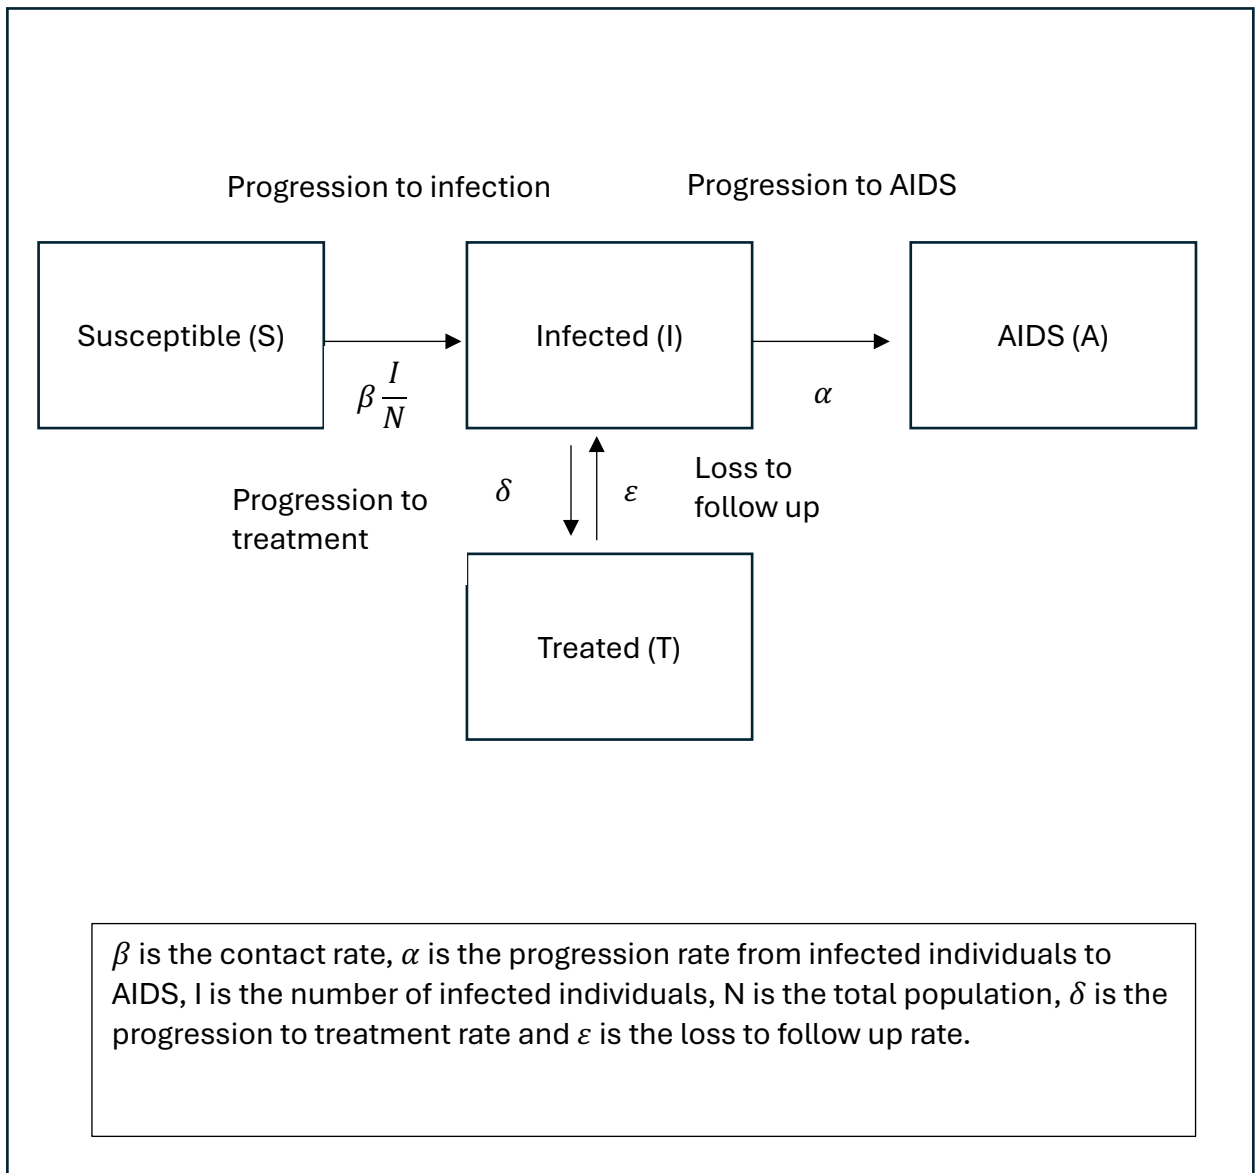 Progression to infection
Progression to AIDS
Susceptible (S)
Infected (I)
AIDS (A)
β I/N
α
Progression to
treatment
δ
ε
Loss to
follow up
Treated (T)
β is the contact rate, α is the progression rate from infected individuals to
AIDS, I is the number of infected individuals, N is the total population, δ is the
progression to treatment rate and ε is the loss to follow up rate.